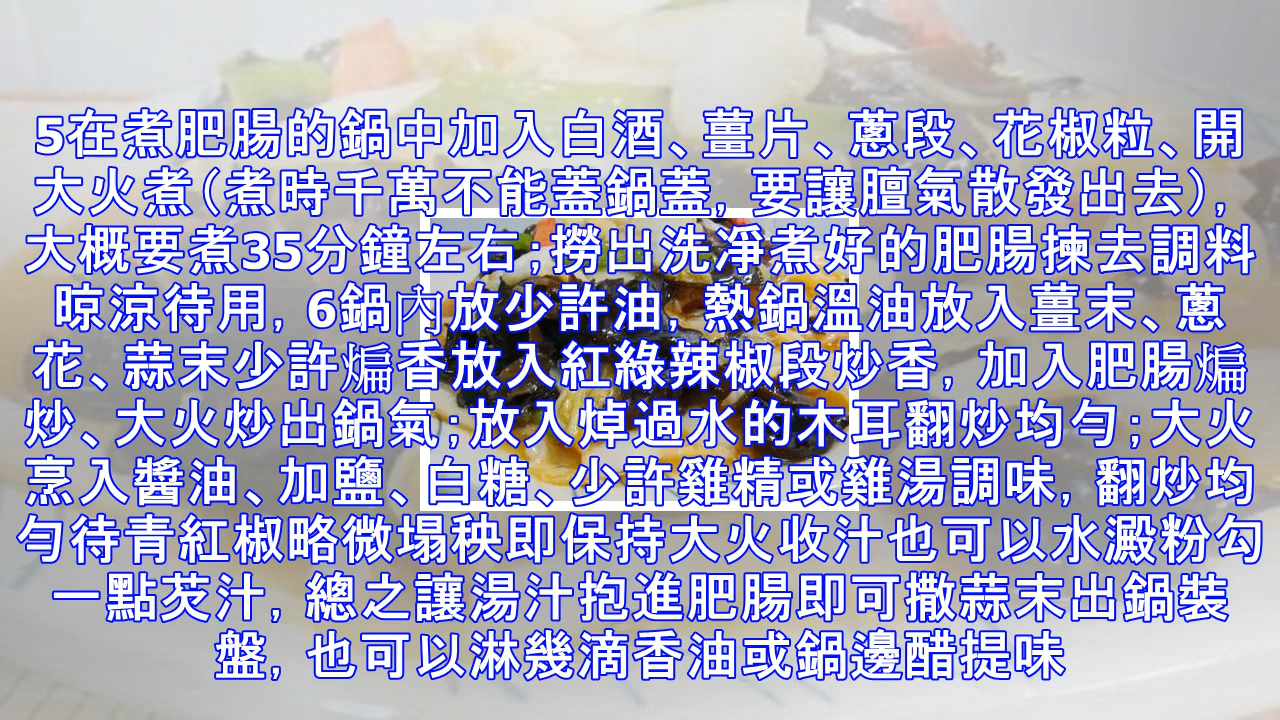 5在煮肥腸的鍋中加入白酒、薑片、蔥段、花椒粒、開
大火煮(煮時千萬不能蓋鍋蓋, 要讓膻氣散發出去),
大概要煮35分鐘左右;撈出洗淨煮好的肥腸揀去調料
晾涼待用, 6鍋內放少許油, 熱鍋溫油放入薑末、蔥
花、蒜末少許煸香放入紅綠辣椒段炒香, 加入肥腸煸
炒、大火炒出鍋氣;放入焯過水的木耳翻炒均勻;大火
烹入醬油、加鹽、白糖、少許雞精或雞湯調味, 翻炒均
勻待青紅椒略微塌秧即保持大火收汁也可以水澱粉勾
一點芡汁, 總之讓湯汁抱進肥腸即可撒蒜末出鍋裝
盤, 也可以淋幾滴香油或鍋邊醋提味